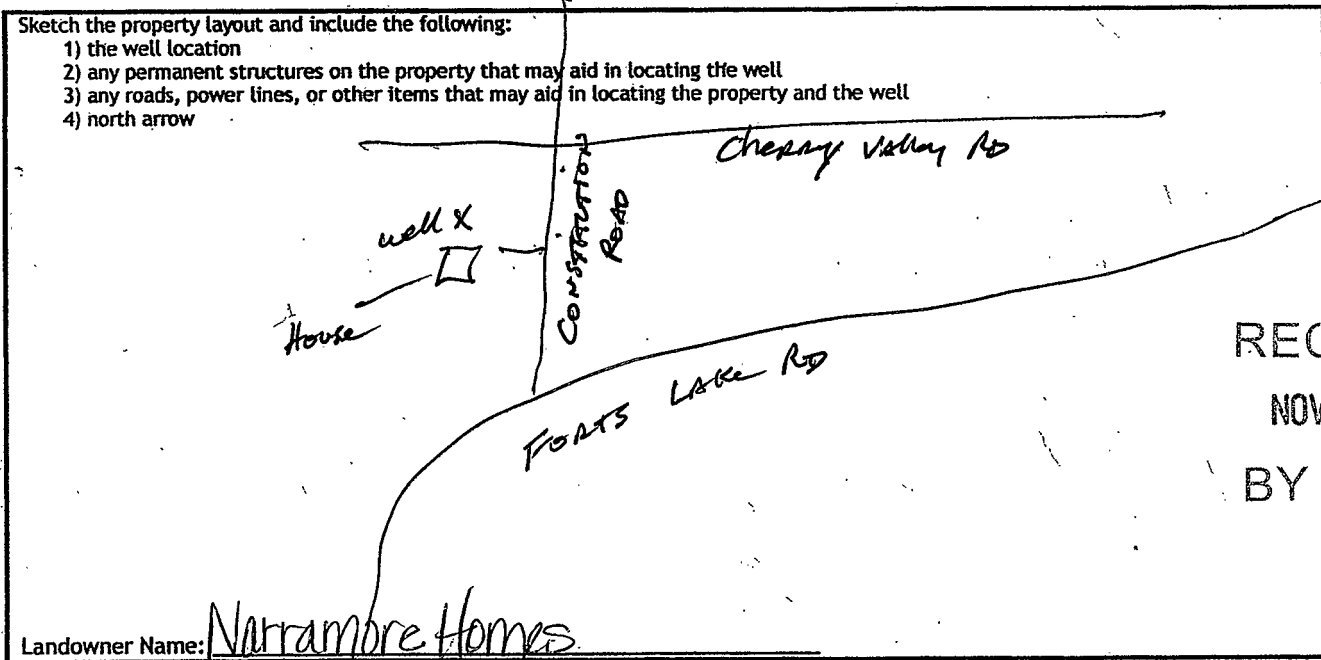 Sketch the property layout and include the following:
1) the well location
2) any permanent structures on the property that may aid in locating the well
3) any roads, power lines, or other items that may aid in locating the property and the well
4) north arrow
Cherry Valley RD
CONSTRUCTION
ROAD
well X
House
FORTS LAKE RD
REC
NOV
BY
Landowner Name: Narramore Homes